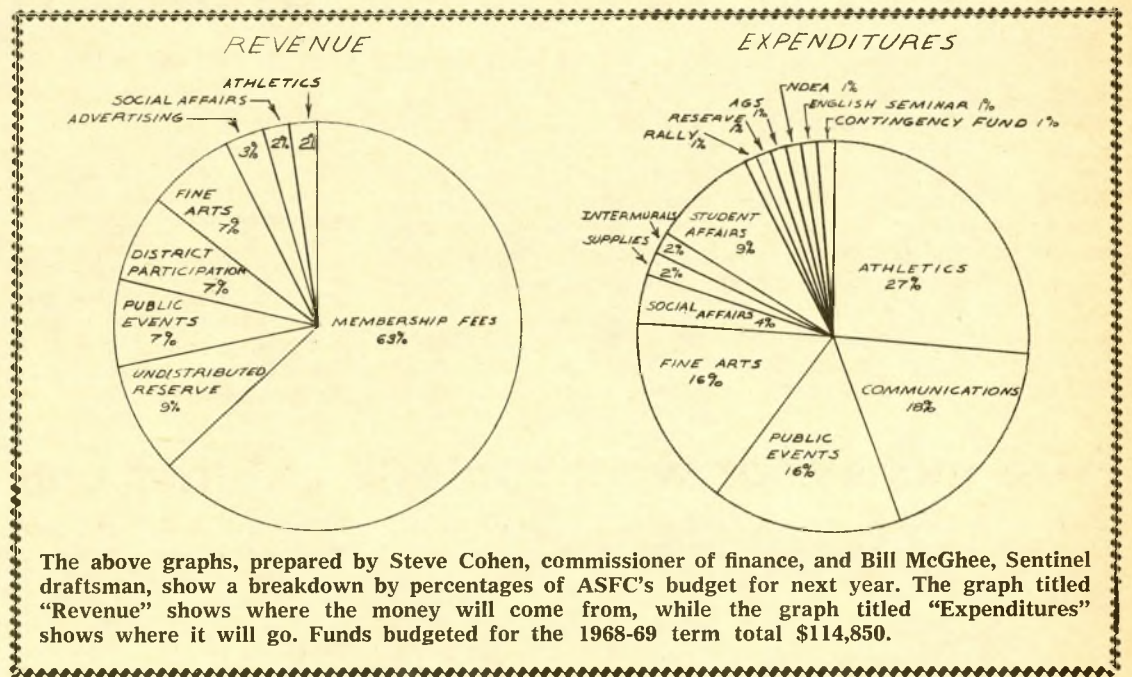 REVENUE
ATHLETICS
SOCIAL AFFAIRS
ADVERTISING
3%
2%
2%
FINE
ARTS
7%
DISTRICT
PARTICIPATION
7%
PUBLIC
EVENTS
7%
UNDISTRIBUTED
RESERVE
9%
MEMBERSHIP FEES
63%
EXPENDITURES
NDEA 1%
AGS
1%
ENGLISH SEMINAR 1%
RESERVE
1%
CONTINGENCY FUND 1%
RALLY
1%
INTERMURALS
2%
SUPPLIES
2%
STUDENT
AFFAIRS
9%
ATHLETICS
27%
SOCIAL
AFFAIRS
4%
FINE ARTS
16%
COMMUNICATIONS
18%
PUBLIC
EVENTS
16%
The above graphs, prepared by Steve Cohen, commissioner of finance, and Bill McGhee, Sentinel
draftsman, show a breakdown by percentages of ASFC's budget for next year. The graph titled
"Revenue" shows where the money will come from, while the graph titled "Expenditures"
shows where it will go. Funds budgeted for the 1968-69 term total $114,850.